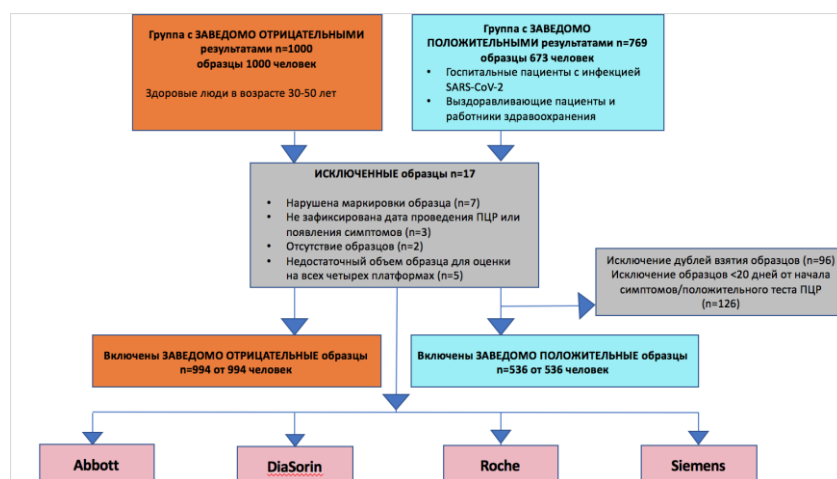 Группа с ЗАВЕДОМО ОТРИЦАТЕЛЬНЫМИ
результатами n=1000
образцы 1000 человек
Здоровые люди в возрасте 30-50 лет
Группа с ЗАВЕДОМО
ПОЛОЖИТЕЛЬНЫМИ результатами n=769
образцы 673 человек
• Госпитальные пациенты с инфекцией
SARS-CoV-2
• Выздоравливающие пациенты и
работники здравоохранения
ИСКЛЮЧЕННЫЕ образцы n=17
• Нарушена маркировки образца (n=7)
• Не зафиксирована дата проведения ПЦР или
появления симптомов (n=3)
• Отсутствие образцов (n=2)
• Недостаточный объем образца для оценки
на всех четырех платформах (n=5)
Исключение дублей взятия образцов (n=96)
Исключение образцов <20 дней от начала
симптомов/положительного теста ПЦР
(n=126)
Включены ЗАВЕДОМО ОТРИЦАТЕЛЬНЫЕ образцы
n=994 от 994 человек
Включены ЗАВЕДОМО ПОЛОЖИТЕЛЬНЫЕ образцы
n=536 от 536 человек
Abbott
DiaSorin
Roche
Siemens